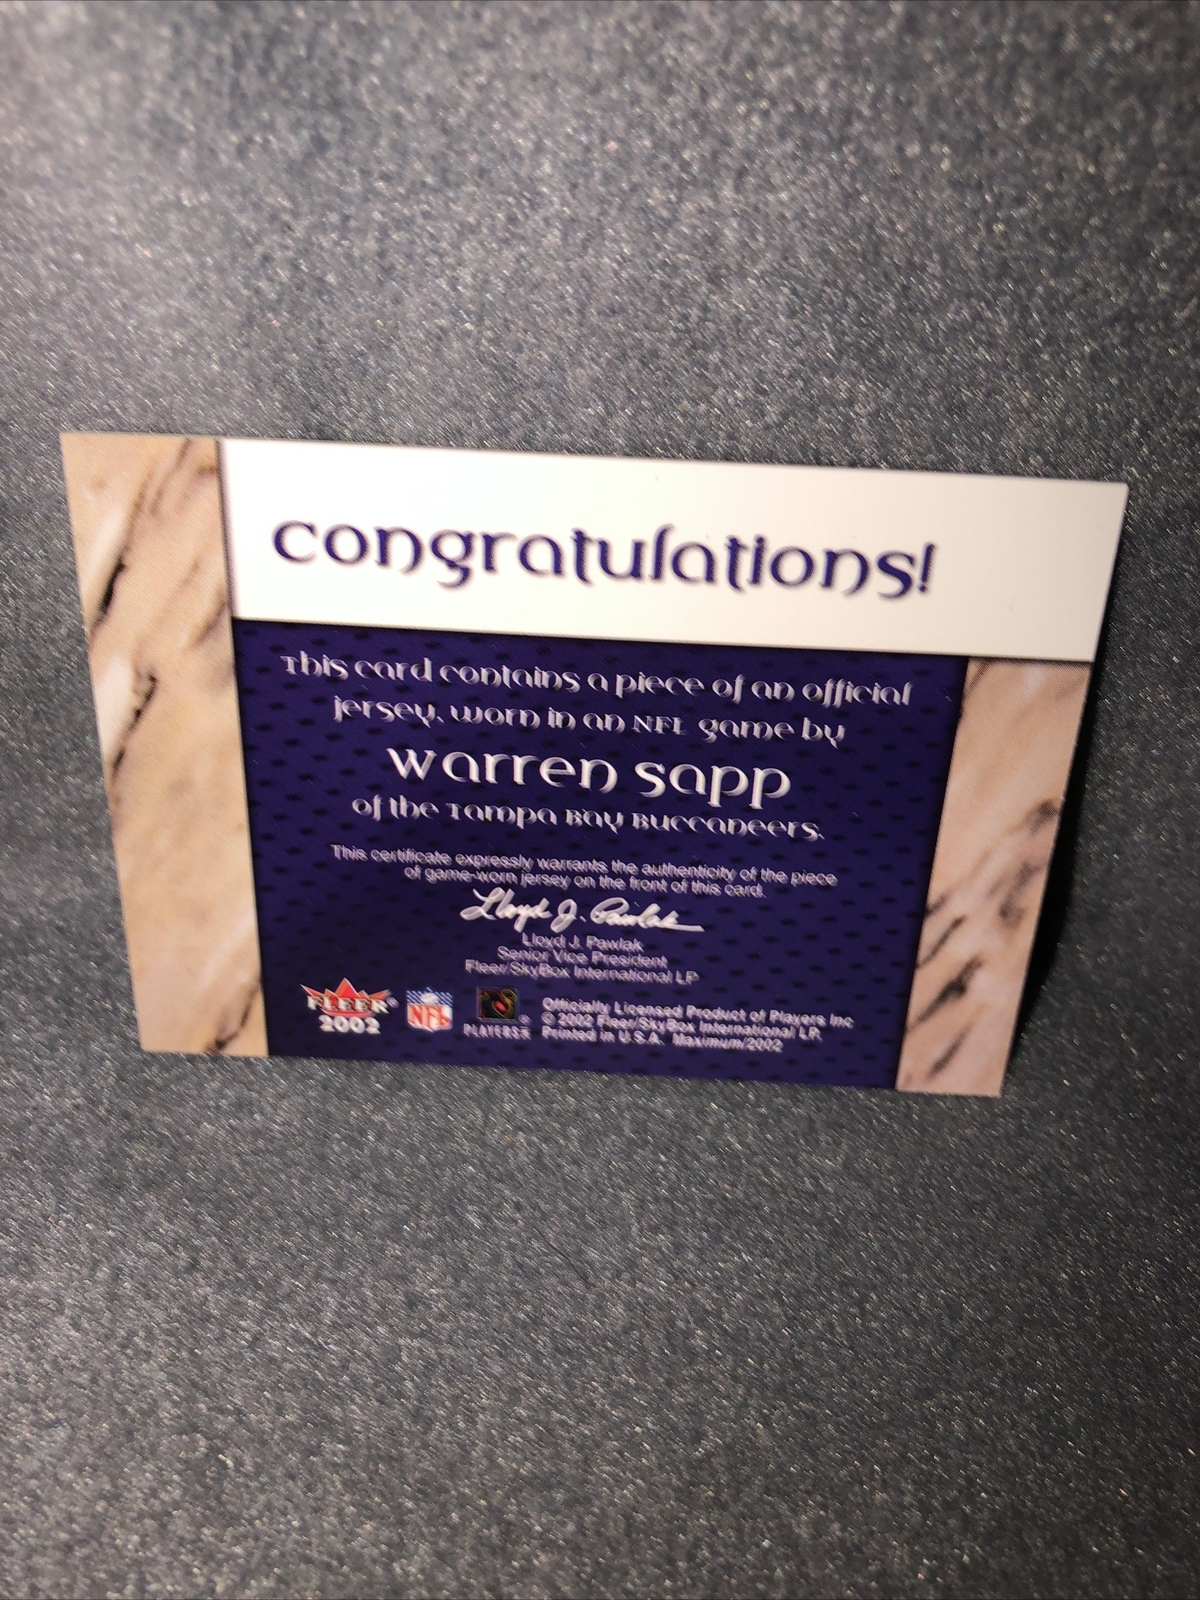 congratulations!
This card contains a piece of an official
jersey, worn in an NFL game by
warren sapp
of the Tampa Bay Buccaneers.
This certificate expressly warrants the authenticity of the piece
of game-worn jersey on the front of this card.
Lloyd J. Pawlak
Lloyd J. Pawlak
Senior Vice President
Fleer/SkyBox International LP
FLEER®
2002
NFL
PLAYERS
Officially Licensed Product of Players Inc
© 2002 Fleer/SkyBox International LP.
Printed in U.S.A. Maximum/2002